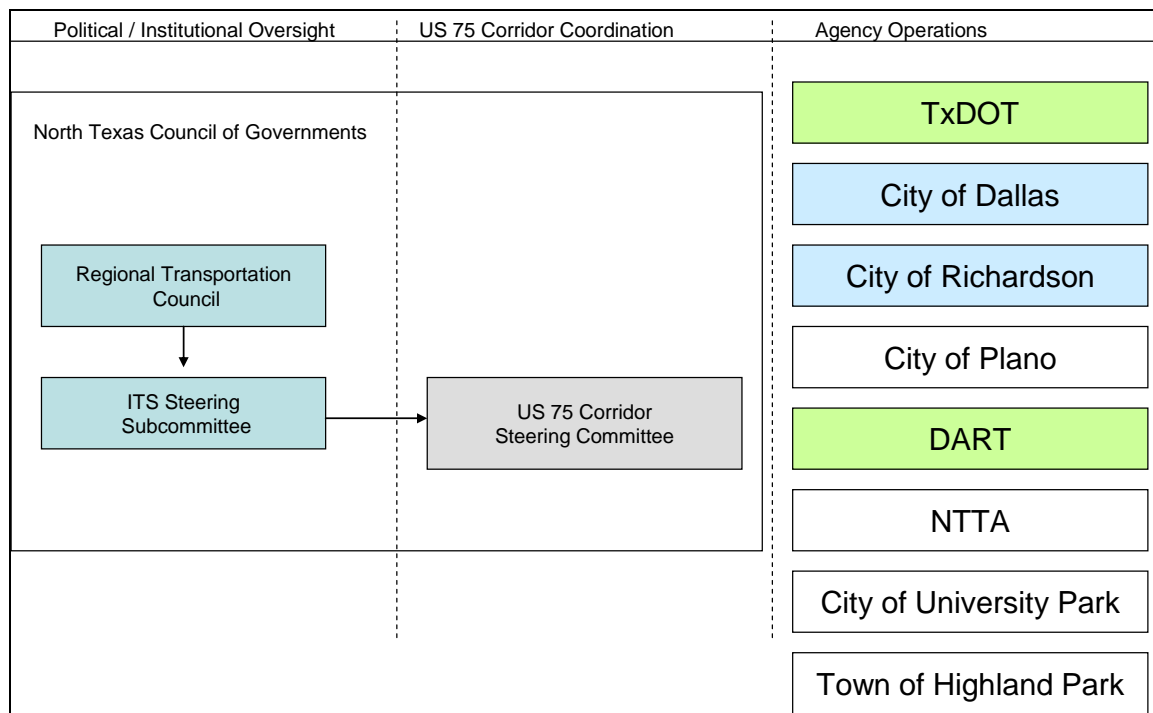 Political / Institutional Oversight
US 75 Corridor Coordination
Agency Operations
North Texas Council of Governments
Regional Transportation
Council
ITS Steering
Subcommittee
US 75 Corridor
Steering Committee
TxDOT
City of Dallas
City of Richardson
City of Plano
DART
NTTA
City of University Park
Town of Highland Park